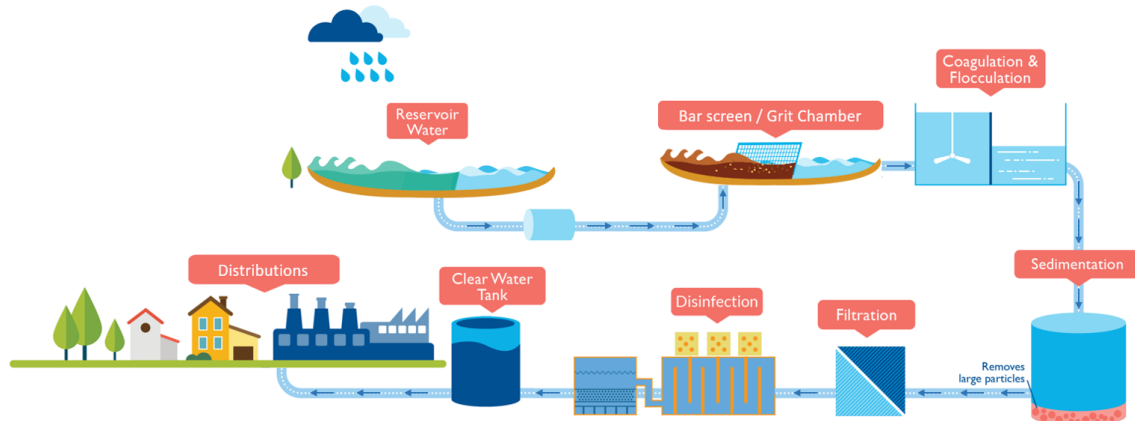 Reservoir
Water
Bar screen / Grit Chamber
Coagulation &
Flocculation
Sedimentation
Removes
large particles
Filtration
Disinfection
Clear Water
Tank
Distributions